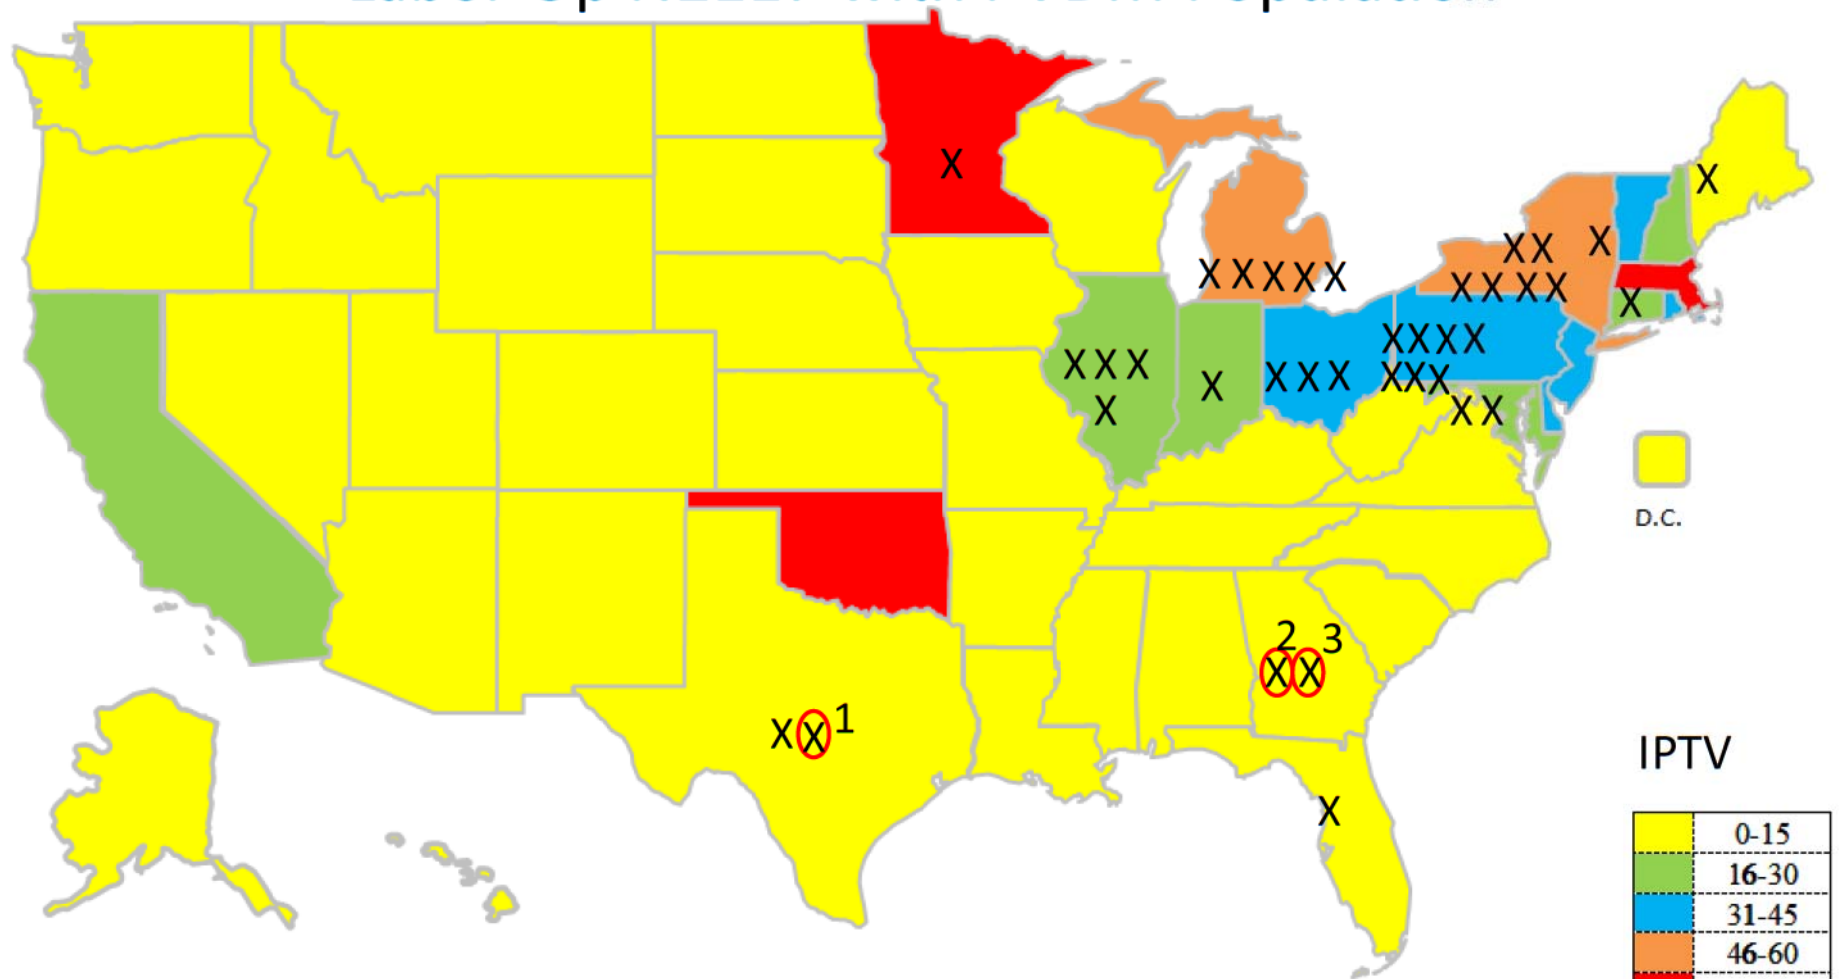 X
X
X X X
X X X X
X X X X X
X
X X X X
X X X X X X X
X X X X
X X X
X
2 3
X X
X X 1
X
D.C.
IPTV
0-15
16-30
31-45
46-60